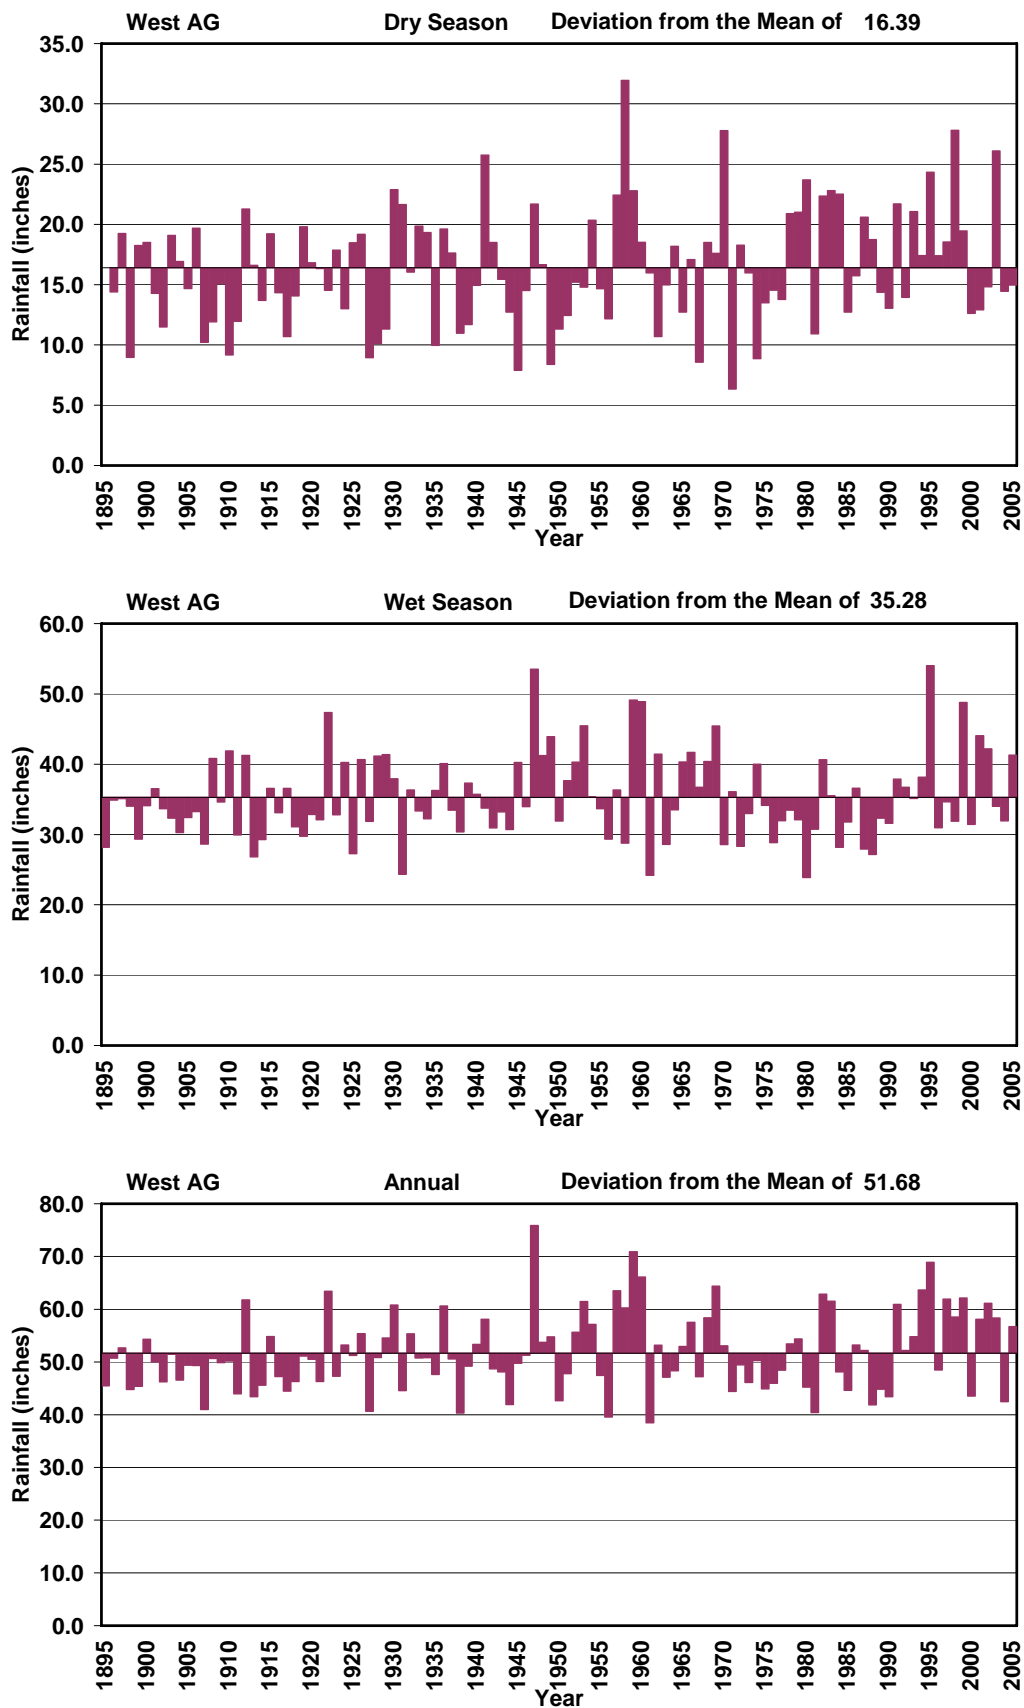 West AG Dry Season Deviation from the Mean of 16.39
35.0
30.0
25.0
20.0
15.0
10.0
5.0
0.0
Rainfall (inches)
1895 1900 1905 1910 1915 1920 1925 1930 1935 1940 1945 1950 1955 1960 1965 1970 1975 1980 1985 1990 1995 2000 2005
Year
West AG Wet Season Deviation from the Mean of 35.28
60.0
50.0
40.0
30.0
20.0
10.0
0.0
Rainfall (inches)
1895 1900 1905 1910 1915 1920 1925 1930 1935 1940 1945 1950 1955 1960 1965 1970 1975 1980 1985 1990 1995 2000 2005
Year
West AG Annual Deviation from the Mean of 51.68
80.0
70.0
60.0
50.0
40.0
30.0
20.0
10.0
0.0
Rainfall (inches)
1895 1900 1905 1910 1915 1920 1925 1930 1935 1940 1945 1950 1955 1960 1965 1970 1975 1980 1985 1990 1995 2000 2005
Year